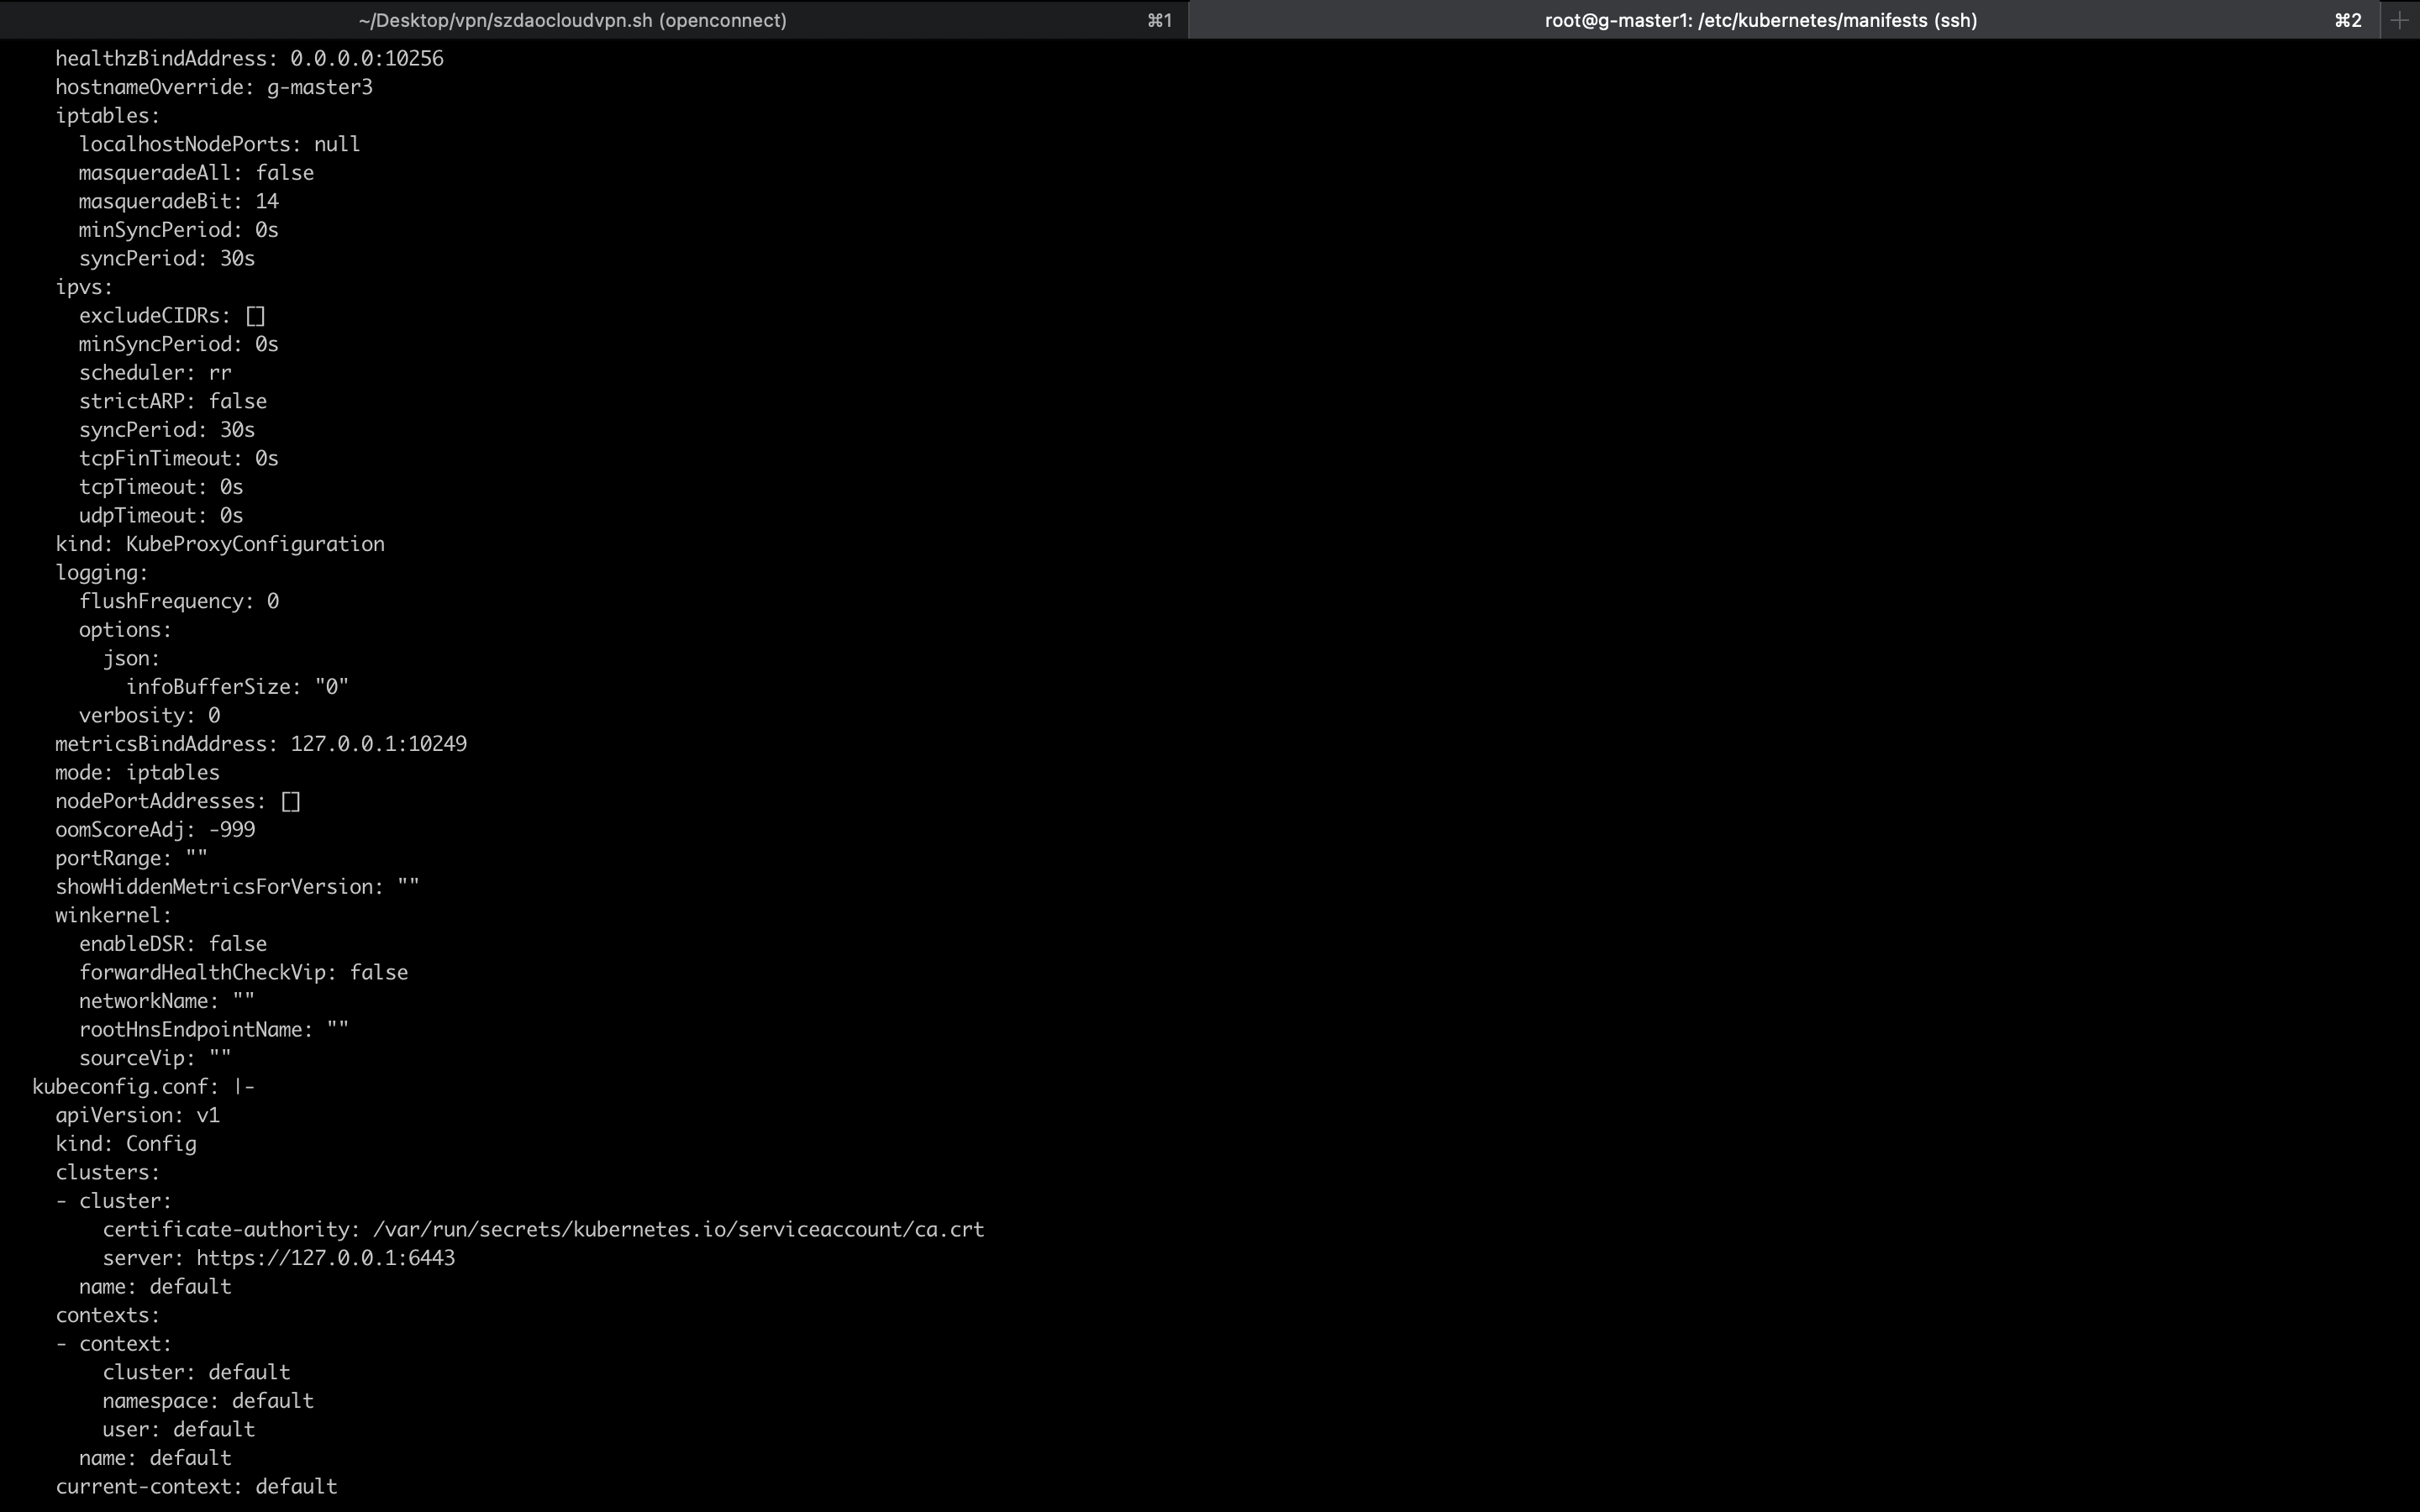 ~/Desktop/vpn/szdaocloudvpn.sh (openconnect) ⌘1 root@g-master1: /etc/kubernetes/manifests (ssh) ⌘2 +
    healthzBindAddress: 0.0.0.0:10256
    hostnameOverride: g-master3
    iptables:
      localhostNodePorts: null
      masqueradeAll: false
      masqueradeBit: 14
      minSyncPeriod: 0s
      syncPeriod: 30s
    ipvs:
      excludeCIDRs: []
      minSyncPeriod: 0s
      scheduler: rr
      strictARP: false
      syncPeriod: 30s
      tcpFinTimeout: 0s
      tcpTimeout: 0s
      udpTimeout: 0s
    kind: KubeProxyConfiguration
    logging:
      flushFrequency: 0
      options:
        json:
          infoBufferSize: "0"
      verbosity: 0
    metricsBindAddress: 127.0.0.1:10249
    mode: iptables
    nodePortAddresses: []
    oomScoreAdj: -999
    portRange: ""
    showHiddenMetricsForVersion: ""
    winkernel:
      enableDSR: false
      forwardHealthCheckVip: false
      networkName: ""
      rootHnsEndpointName: ""
      sourceVip: ""
  kubeconfig.conf: |-
    apiVersion: v1
    kind: Config
    clusters:
    - cluster:
        certificate-authority: /var/run/secrets/kubernetes.io/serviceaccount/ca.crt
        server: https://127.0.0.1:6443
      name: default
    contexts:
    - context:
        cluster: default
        namespace: default
        user: default
      name: default
    current-context: default